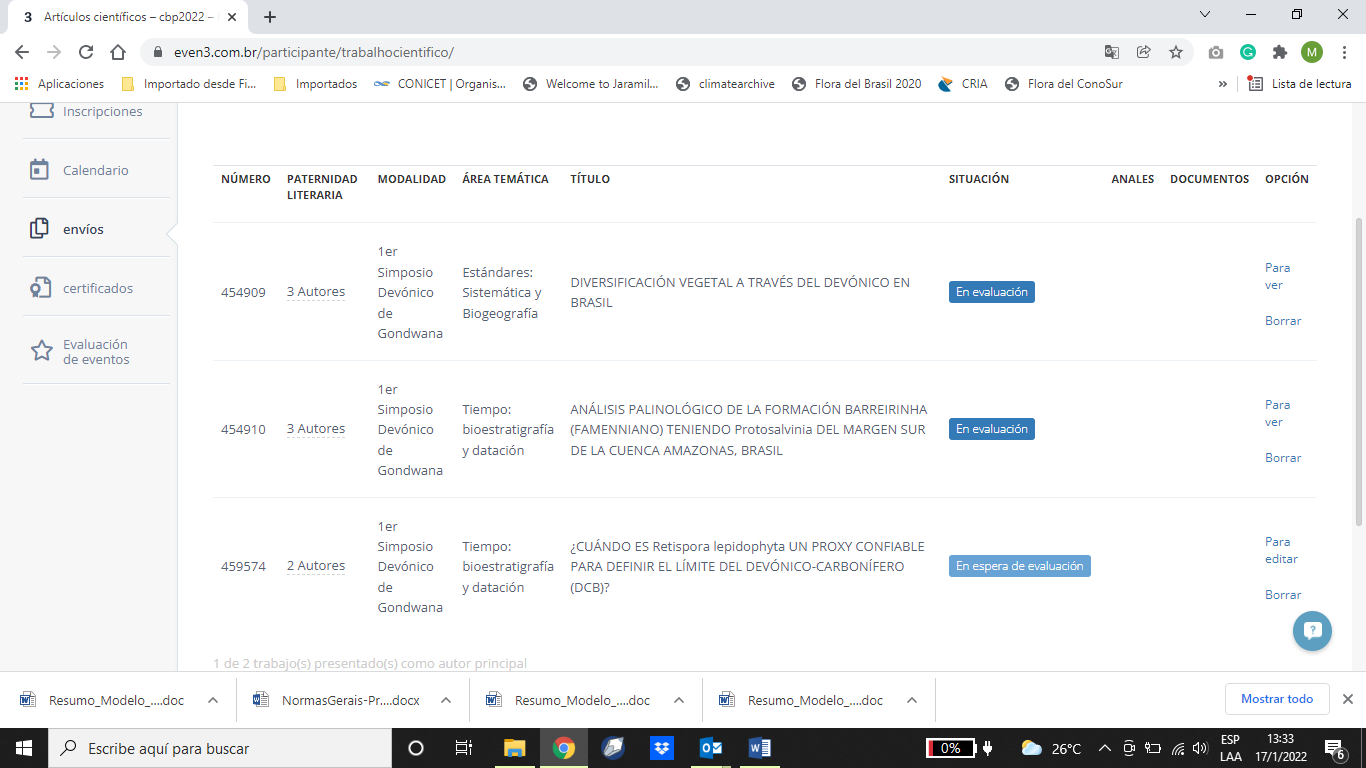 3 Artículos científicos – cbp2022 –
even3.com.br/participante/trabalhocientifico/
M
Aplicaciones Importado desde Fi... Importados CONICET | Organis... Welcome to Jaramil... climatearchive Flora del Brasil 2020 CRIA Flora del ConoSur » Lista de lectura
Inscripciones
Calendario
envíos
certificados
Evaluación
de eventos
NÚMERO PATERNIDAD LITERARIA MODALIDAD ÁREA TEMÁTICA TÍTULO SITUACIÓN ANALES DOCUMENTOS OPCIÓN
454909
3 Autores
1er
Simposio
Devónico
de
Gondwana
Estándares:
Sistemática y
Biogeografía
DIVERSIFICACIÓN VEGETAL A TRAVÉS DEL DEVÓNICO EN
BRASIL
En evaluación
Para
ver
Borrar
454910
3 Autores
1er
Simposio
Devónico
de
Gondwana
Tiempo:
bioestratigrafía
y datación
ANÁLISIS PALINOLÓGICO DE LA FORMACIÓN BARREIRINHA
(FAMENNIANO) TENIENDO Protosalvinia DEL MARGEN SUR
DE LA CUENCA AMAZONAS, BRASIL
En evaluación
Para
ver
Borrar
459574
2 Autores
1er
Simposio
Devónico
de
Gondwana
Tiempo:
bioestratigrafía
y datación
¿CUÁNDO ES Retispora lepidophyta UN PROXY CONFIABLE
PARA DEFINIR EL LÍMITE DEL DEVÓNICO-CARBONÍFERO
(DCB)?
En espera de evaluación
Para
editar
Borrar
1 de 2 trabajo(s) presentado(s) como autor principal
Resumo_Modelo_....doc NormasGerais-Pr....docx Resumo_Modelo_....doc Resumo_Modelo_....doc Mostrar todo
Escribe aquí para buscar
0%
26°C
ESP
LAA
13:33
17/1/2022
6